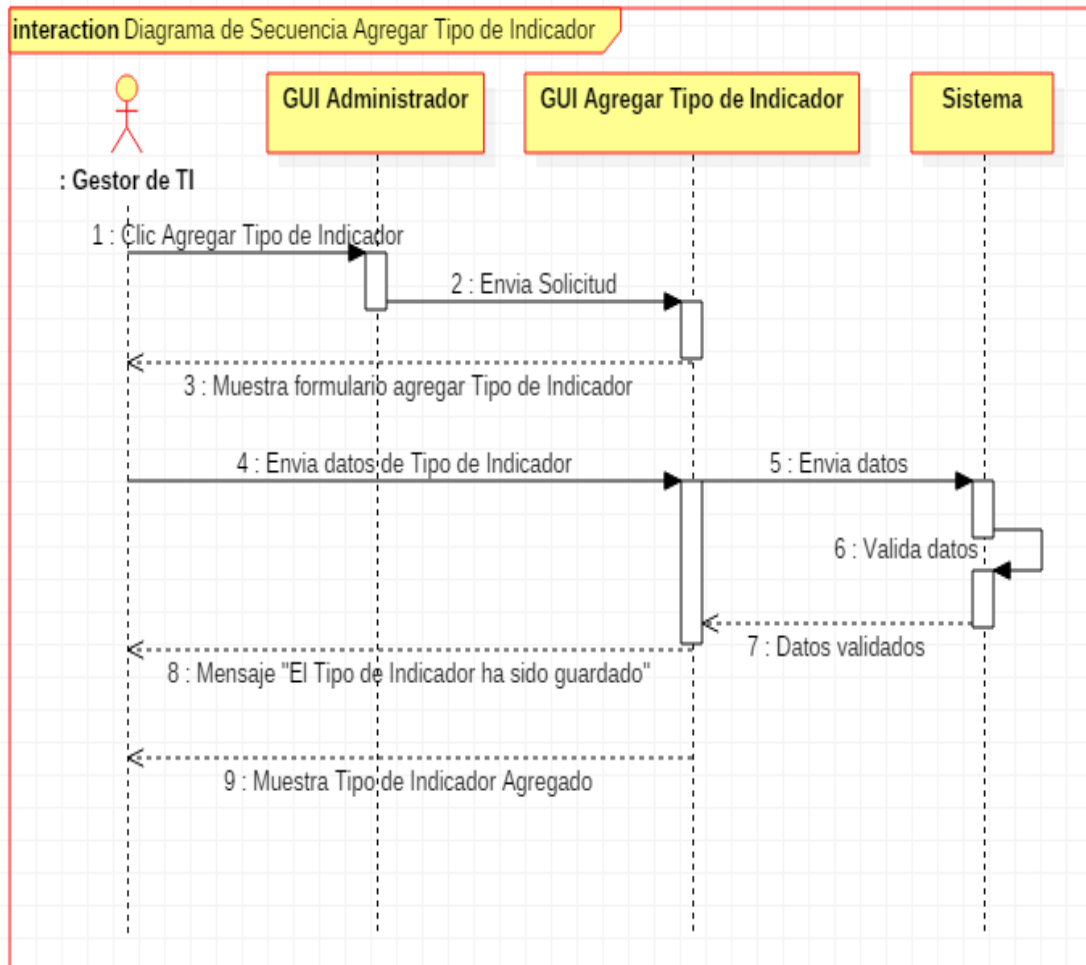 interaction Diagrama de Secuencia Agregar Tipo de Indicador
GUI Administrador
GUI Agregar Tipo de Indicador
Sistema
: Gestor de TI
1 : Clic Agregar Tipo de Indicador
2 : Envia Solicitud
3 : Muestra formulario agregar Tipo de Indicador
4 : Envia datos de Tipo de Indicador
5 : Envia datos
6 : Valida datos
7 : Datos validados
8 : Mensaje "El Tipo de Indicador ha sido guardado"
9 : Muestra Tipo de Indicador Agregado